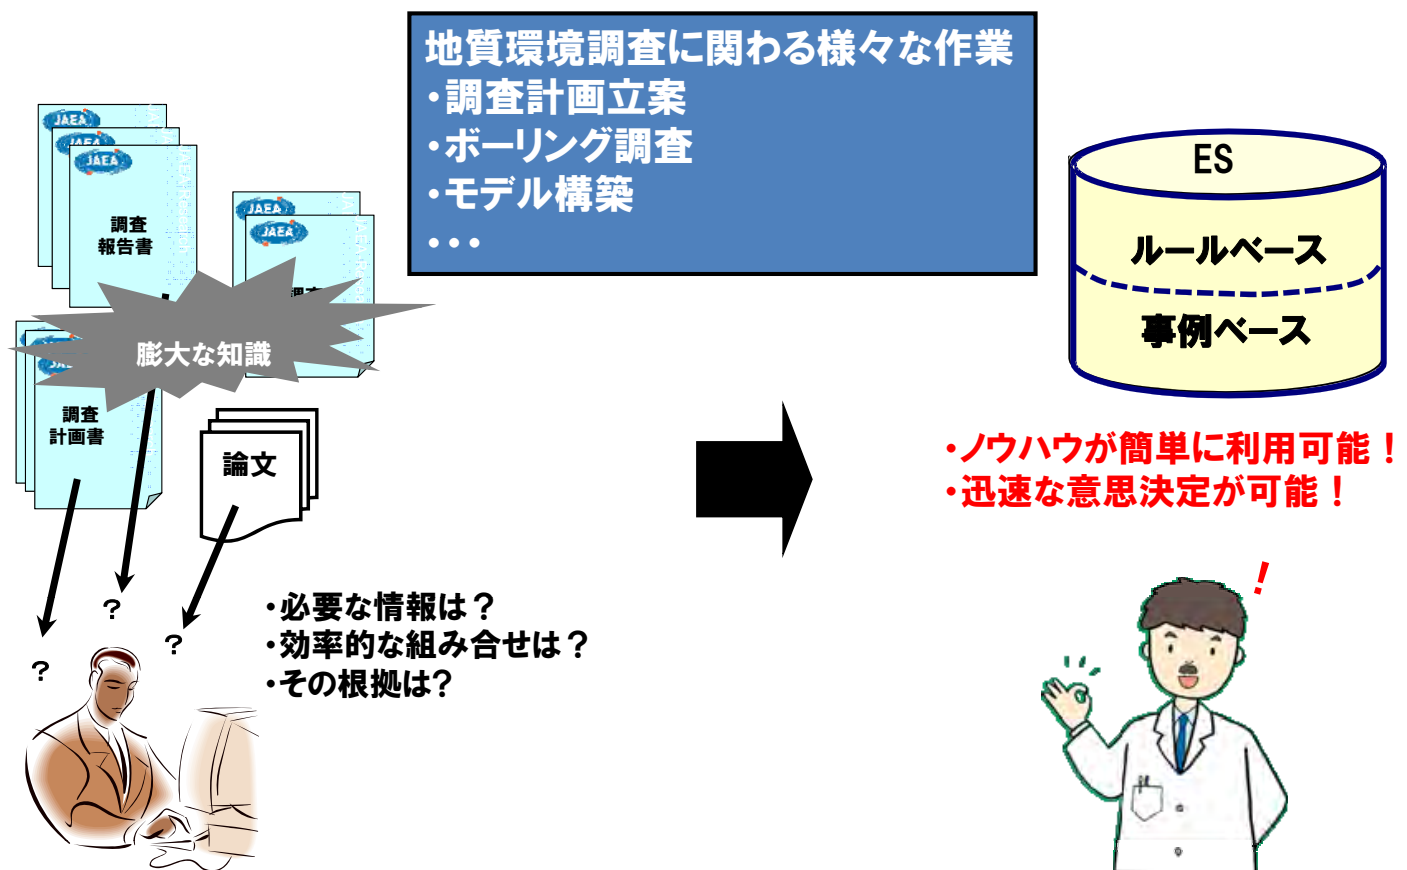 地質環境調査に関わる様々な作業
・調査計画立案
・ボーリング調査
・モデル構築
・・・
JAEA
JAEA
JAEA
調査
報告書
JAEA
JAEA
膨大な知識
調査
計画書
論文
?
?
?
・必要な情報は？
・効率的な組み合せは？
・その根拠は?
ES
ルールベース
事例ベース
・ノウハウが簡単に利用可能！
・迅速な意思決定が可能！
!